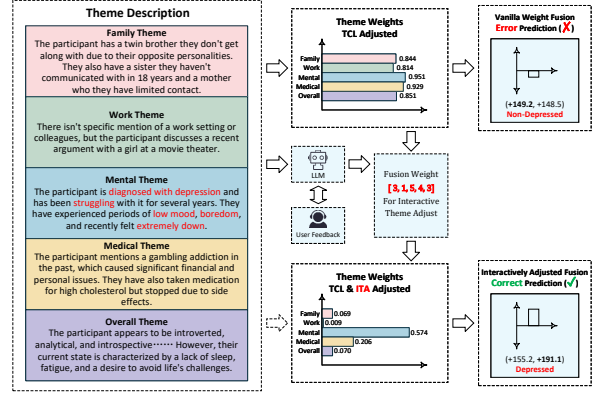 Theme Description
Family Theme
The participant has a twin brother they don't get
along with due to their opposite personalities.
They also have a sister they haven't
communicated with in 18 years and a mother
who they have limited contact.
Work Theme
There isn't specific mention of a work setting or
colleagues, but the participant discusses a recent
argument with a girl at a movie theater.
Mental Theme
The participant is diagnosed with depression and
has been struggling with it for several years. They
have experienced periods of low mood, boredom,
and recently felt extremely down.
Medical Theme
The participant mentions a gambling addiction in
the past, which caused significant financial and
personal issues. They have also taken medication
for high cholesterol but stopped due to side
effects.
Overall Theme
The participant appears to be introverted,
analytical, and introspective······ However, their
current state is characterized by a lack of sleep,
fatigue, and a desire to avoid life's challenges.
Theme Weights
TCL Adjusted
Family 0.844
Work 0.814
Mental 0.951
Medical 0.929
Overall 0.851
Vanilla Weight Fusion
Error Prediction (✗)
(+149.2, +148.5)
Non-Depressed
LLM
User Feedback
Fusion Weight
[ 3, 1, 5, 4, 3 ]
For Interactive
Theme Adjust
Theme Weights
TCL & ITA Adjusted
Family 0.069
Work 0.009
Mental 0.574
Medical 0.206
Overall 0.070
Interactively Adjusted Fusion
Correct Prediction (✓)
(+155.2, +191.1)
Depressed